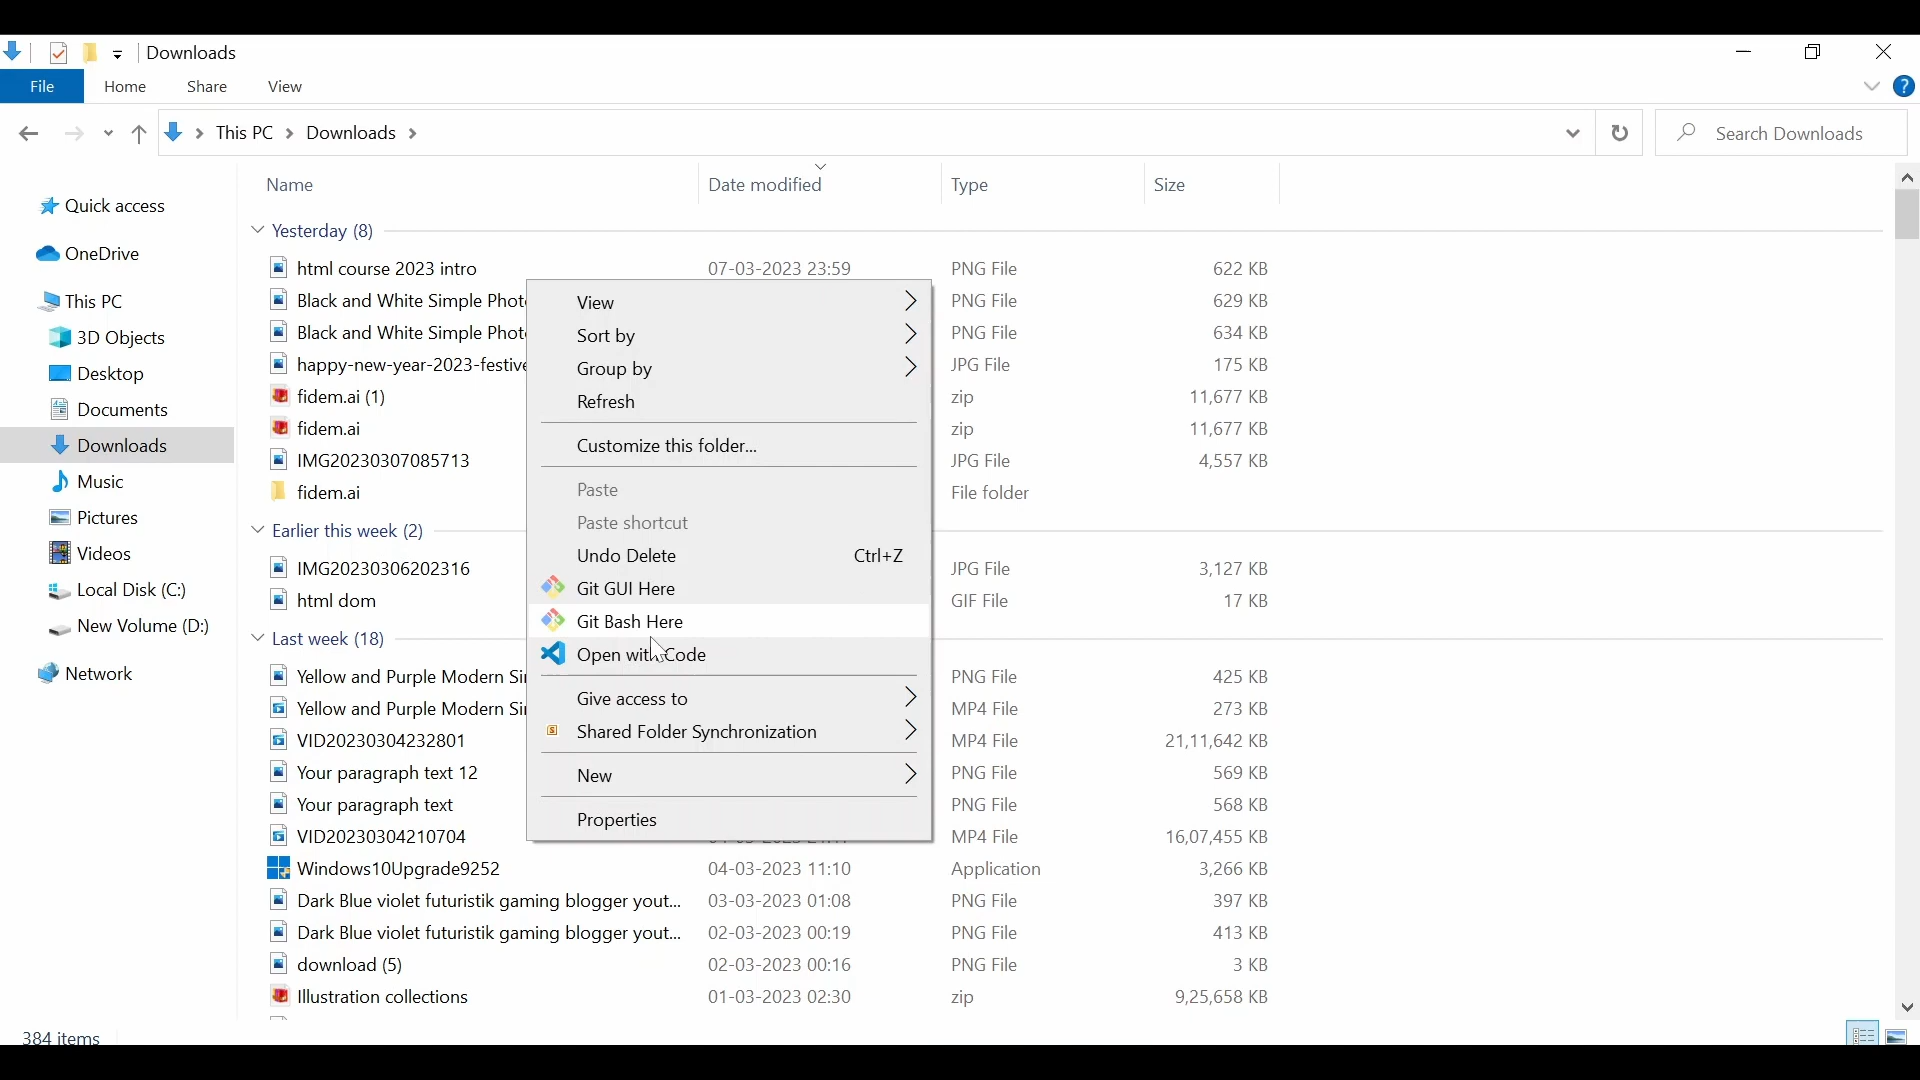 Downloads
File Home Share View
This PC Downloads Search Downloads
Name Date modified Type Size
Quick access
OneDrive
This PC
3D Objects
Desktop
Documents
Downloads
Music
Pictures
Videos
Local Disk (C:)
New Volume (D:)
Network
Yesterday (8)
html course 2023 intro 07-03-2023 23:59 PNG File 622 KB
Black and White Simple Phot PNG File 629 KB
Black and White Simple Phot PNG File 634 KB
happy-new-year-2023-festive JPG File 175 KB
fidem.ai (1) zip 11,677 KB
fidem.ai zip 11,677 KB
IMG20230307085713 JPG File 4,557 KB
fidem.ai File folder
Earlier this week (2)
IMG20230306202316 JPG File 3,127 KB
html dom GIF File 17 KB
Last week (18)
Yellow and Purple Modern Si PNG File 425 KB
Yellow and Purple Modern Si MP4 File 273 KB
VID20230304232801 MP4 File 21,11,642 KB
Your paragraph text 12 PNG File 569 KB
Your paragraph text PNG File 568 KB
VID20230304210704 MP4 File 16,07,455 KB
Windows10Upgrade9252 04-03-2023 11:10 Application 3,266 KB
Dark Blue violet futuristik gaming blogger yout... 03-03-2023 01:08 PNG File 397 KB
Dark Blue violet futuristik gaming blogger yout... 02-03-2023 00:19 PNG File 413 KB
download (5) 02-03-2023 00:16 PNG File 3 KB
Illustration collections 01-03-2023 02:30 zip 9,25,658 KB
View
Sort by
Group by
Refresh
Customize this folder...
Paste
Paste shortcut
Undo Delete Ctrl+Z
Git GUI Here
Git Bash Here
Open with Code
Give access to
Shared Folder Synchronization
New
Properties
384 items